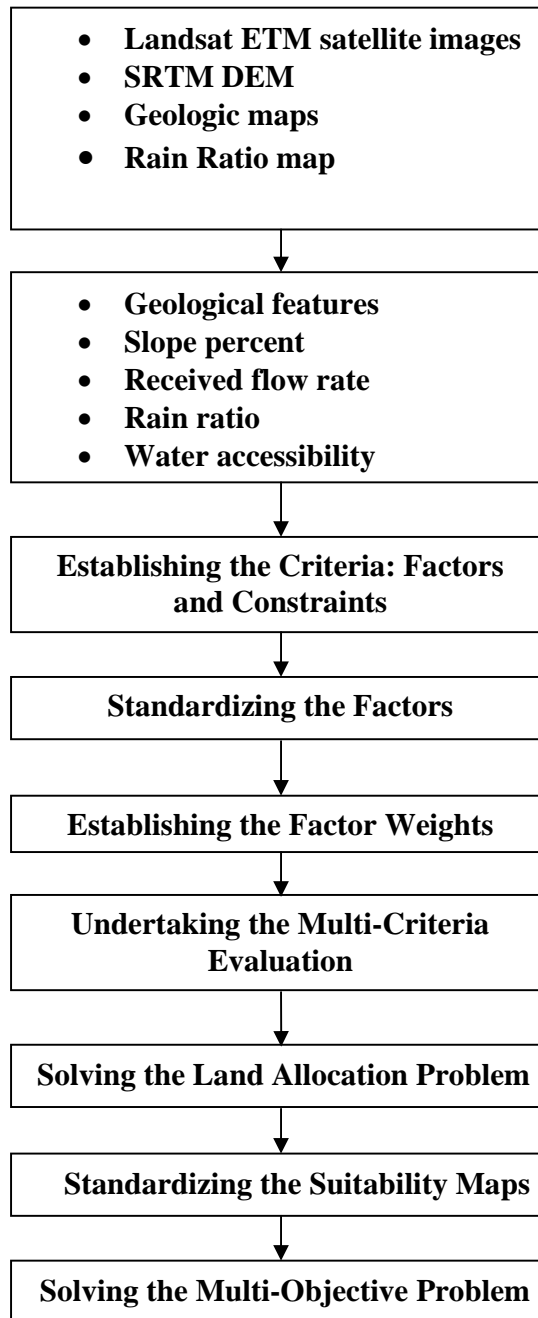 • Landsat ETM satellite images
• SRTM DEM
• Geologic maps
• Rain Ratio map
• Geological features
• Slope percent
• Received flow rate
• Rain ratio
• Water accessibility
Establishing the Criteria: Factors
and Constraints
Standardizing the Factors
Establishing the Factor Weights
Undertaking the Multi-Criteria
Evaluation
Solving the Land Allocation Problem
Standardizing the Suitability Maps
Solving the Multi-Objective Problem